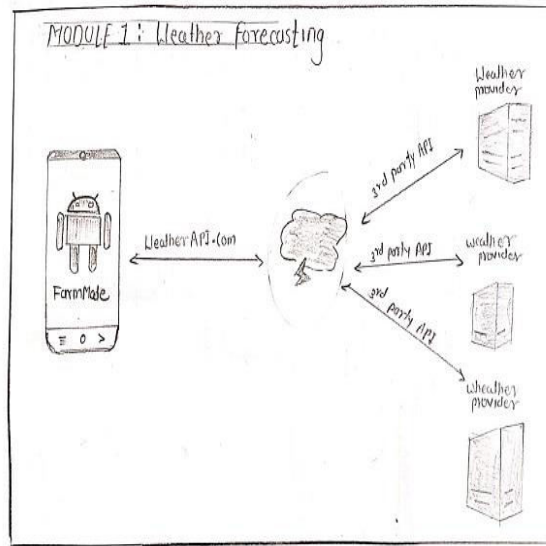 MODULE 1: Weather Forecasting
Weather
provider
3rd party API
WeatherAPI.com
3rd party API
weather
provider
FarmMate
3rd party API
Wheather
provider